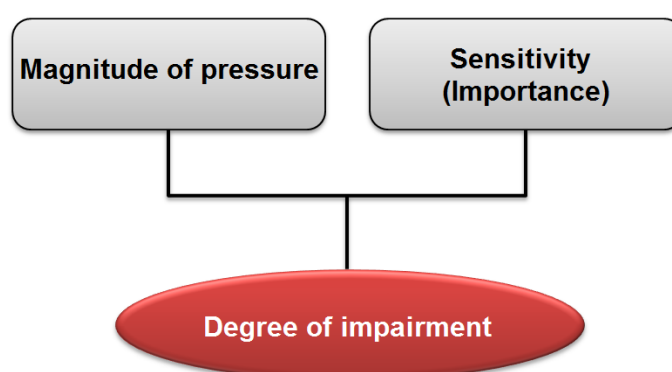 Magnitude of pressure
Sensitivity
(Importance)
Degree of impairment